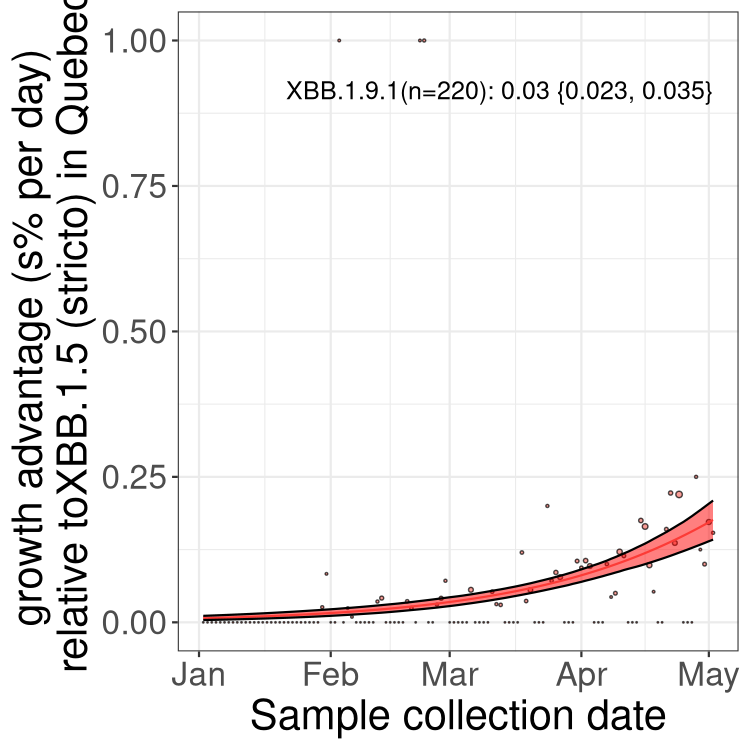 growth advantage (s% per day)
relative toXBB.1.5 (stricto) in Quebec
1.00
0.75
0.50
0.25
0.00
XBB.1.9.1(n=220): 0.03 {0.023, 0.035}
Jan
Feb
Mar
Apr
May
Sample collection date